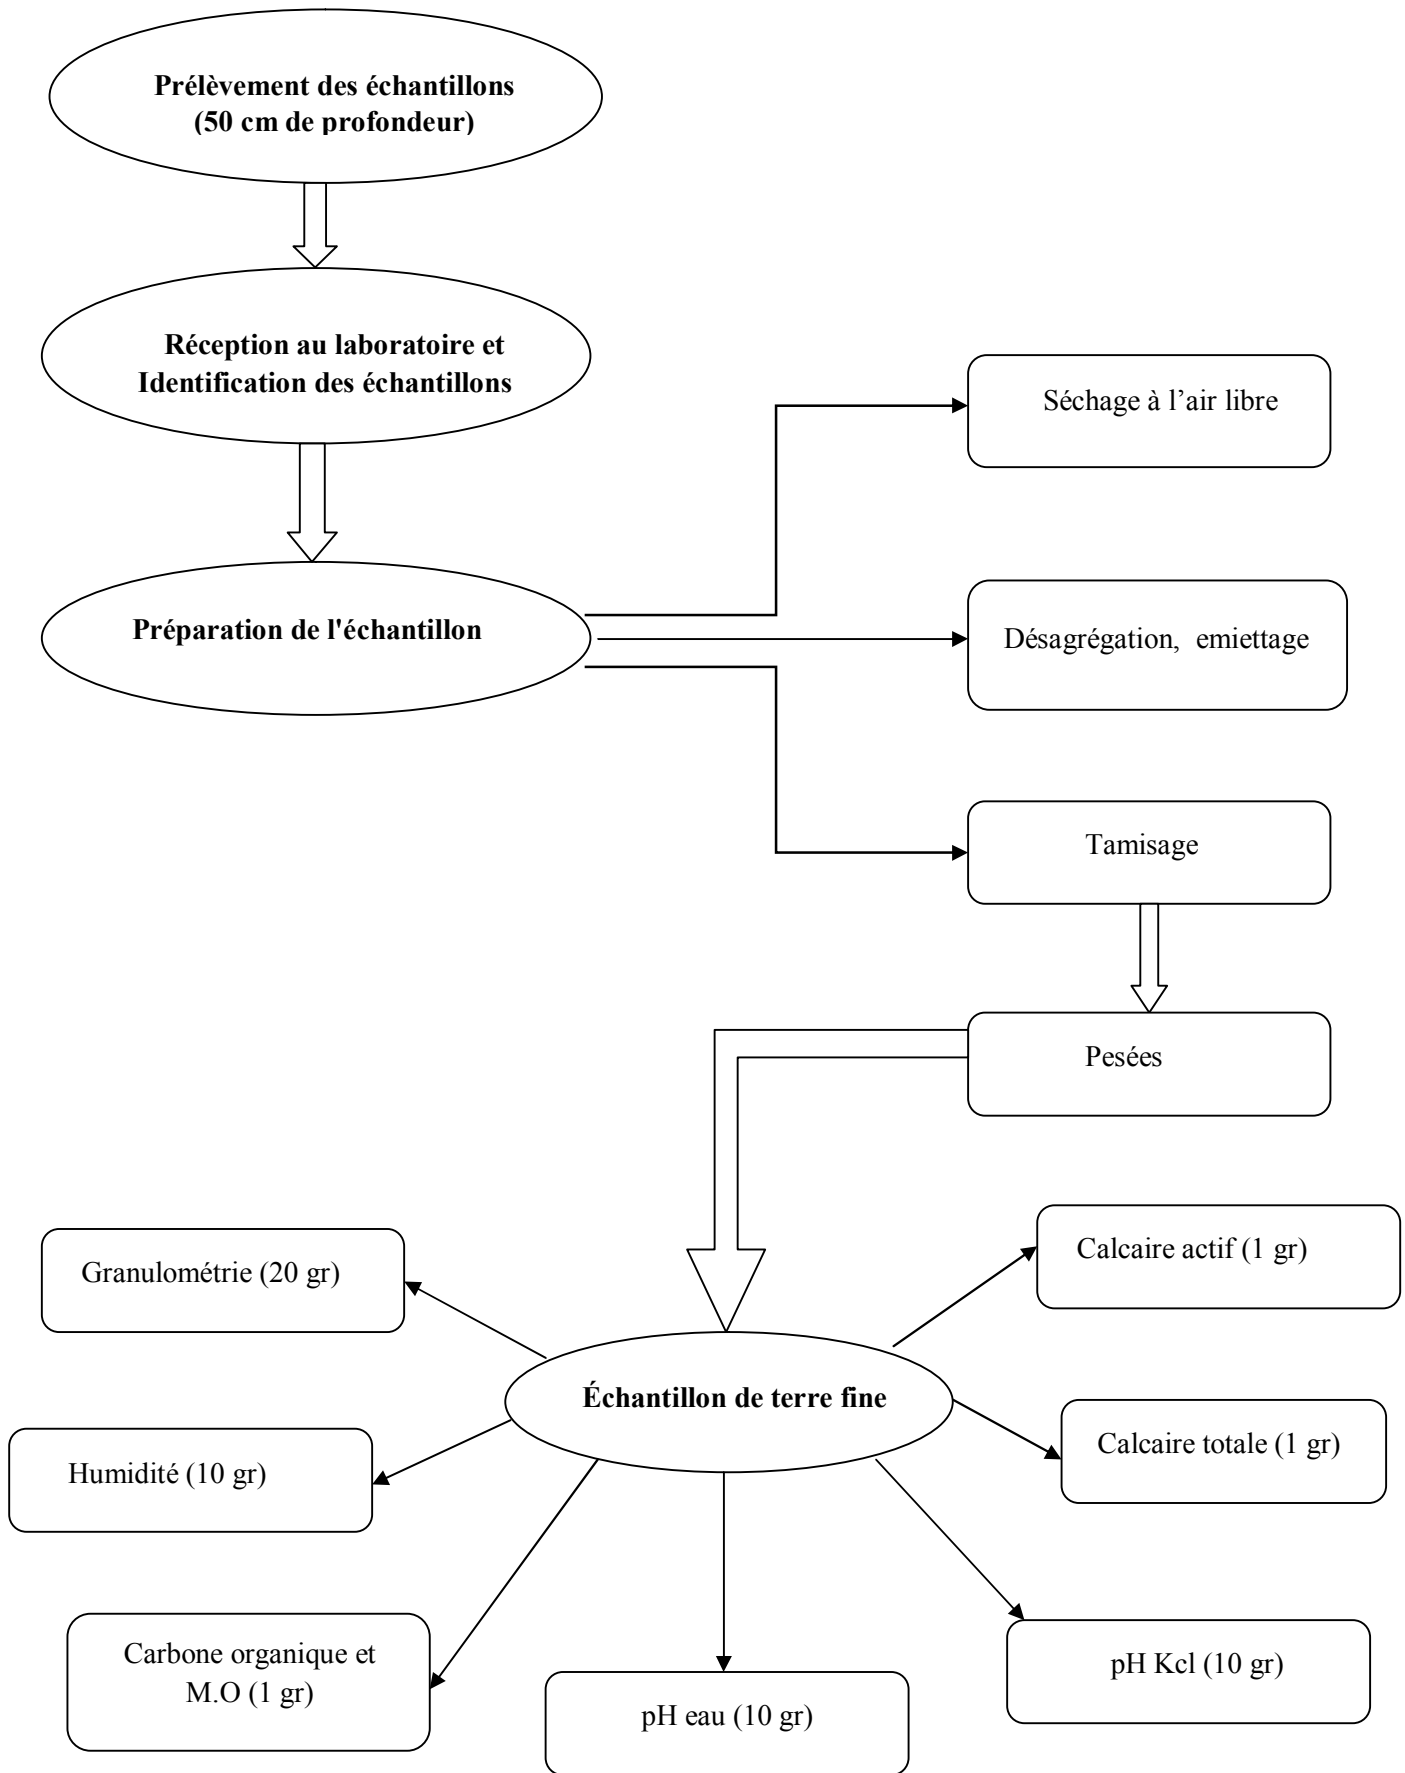 Prélèvement des échantillons
(50 cm de profondeur)
Réception au laboratoire et
Identification des échantillons
Séchage à l’air libre
Préparation de l'échantillon
Désagrégation, emiettage
Tamisage
Pesées
Calcaire actif (1 gr)
Granulométrie (20 gr)
Échantillon de terre fine
Calcaire totale (1 gr)
Humidité (10 gr)
Carbone organique et
M.O (1 gr)
pH Kcl (10 gr)
pH eau (10 gr)